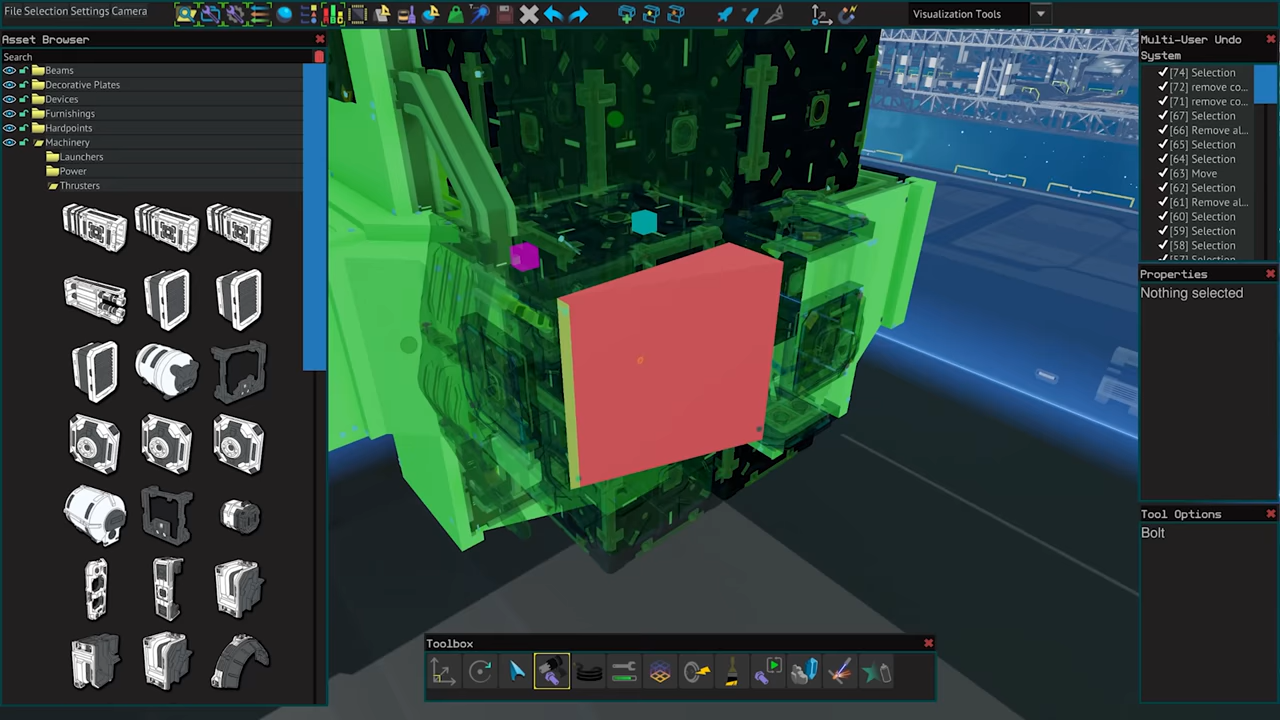 File Selection Settings Camera
Visualization Tools
Asset Browser
Search
Beams
Decorative Plates
Devices
Furnishings
Hardpoints
Machinery
Launchers
Power
Thrusters
Multi-User Undo
System
[74] Selection
[72] remove co...
[71] remove co...
[67] Selection
[66] Remove al...
[65] Selection
[64] Selection
[63] Move
[62] Selection
[61] Remove al...
[60] Selection
[59] Selection
[58] Selection
[57] Selection
Properties
Nothing selected
Tool Options
Bolt
Toolbox